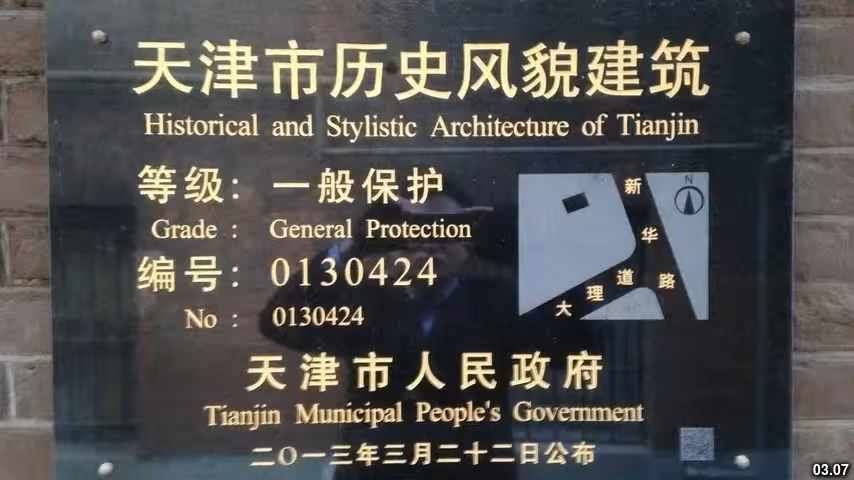 天津市历史风貌建筑
Historical and Stylistic Architecture of Tianjin
等级：一般保护
Grade : General Protection
编号：0130424
No : 0130424
新华路
大理道
N
天津市人民政府
Tianjin Municipal People's Government
二〇一三年三月二十二日公布
03.07